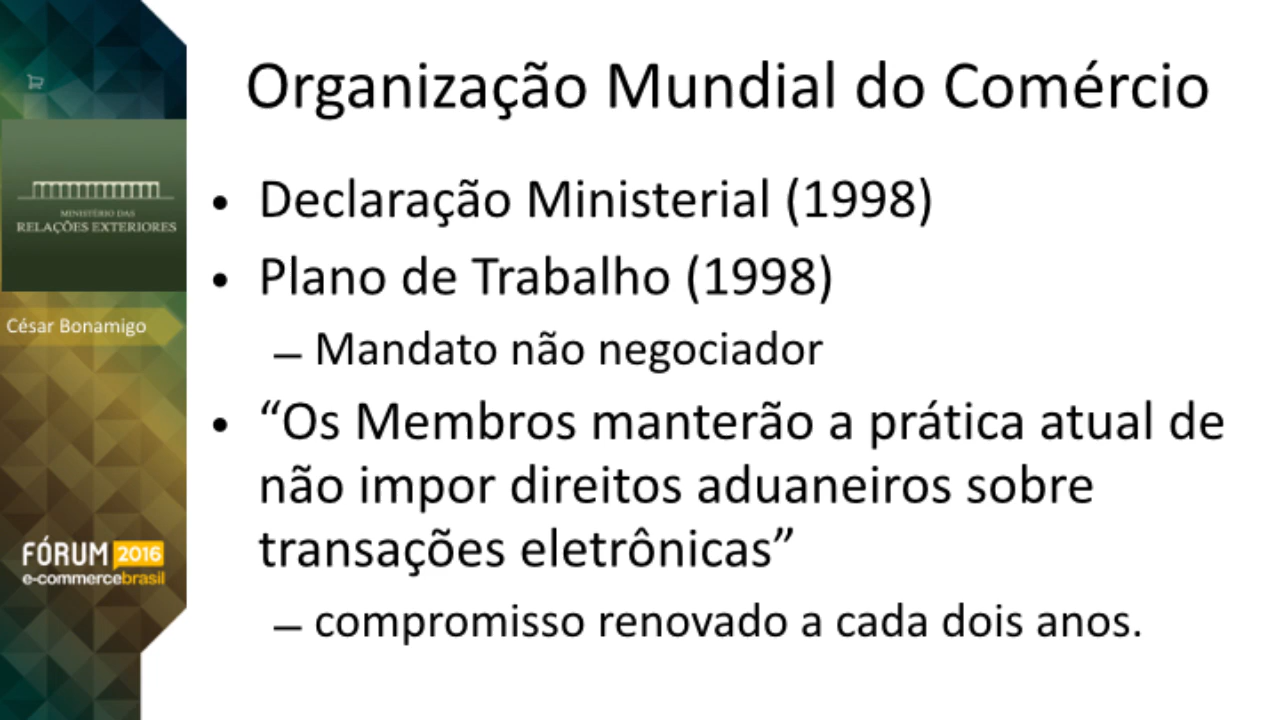 Organização Mundial do Comércio
MINISTÉRIO DAS
RELAÇÕES EXTERIORES
César Bonamigo
FÓRUM 2016
e-commercebrasil
• Declaração Ministerial (1998)
• Plano de Trabalho (1998)
– Mandato não negociador
• “Os Membros manterão a prática atual de
não impor direitos aduaneiros sobre
transações eletrônicas”
– compromisso renovado a cada dois anos.